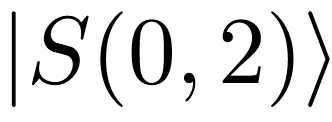 |S(0, 2)⟩